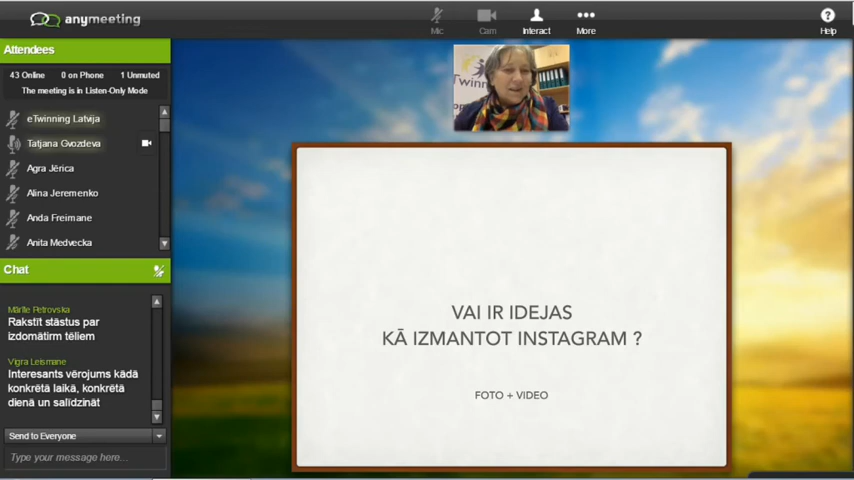 anymeeting
Mic
Cam
Interact
More
Help
Attendees
43 Online 0 on Phone 1 Unmuted
The meeting is in Listen-Only Mode
eTwinning Latvija
Tatjana Gvozdeva
Agra Jērica
Alina Jeremenko
Anda Freimane
Anita Medvecka
Chat
Mārīte Petrovska
Rakstīt stāstus par
izdomātirm tēliem
Vigra Leismane
Interesants vērojums kādā
konkrētā laikā, konkrētā
dienā un salīdzināt
Send to Everyone
Type your message here...
Twinn
VAI IR IDEJAS
KĀ IZMANTOT INSTAGRAM ?
FOTO + VIDEO